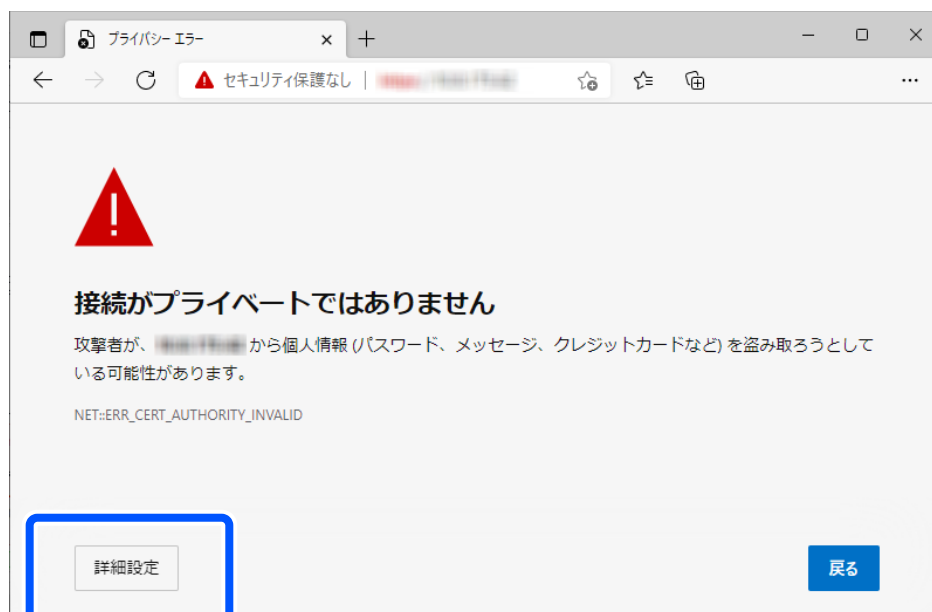 プライバシー エラー
セキュリティ保護なし
接続がプライベートではありません
攻撃者が、 から個人情報 (パスワード、メッセージ、クレジットカードなど) を盗み取ろうとして
いる可能性があります。
NET::ERR_CERT_AUTHORITY_INVALID
詳細設定
戻る